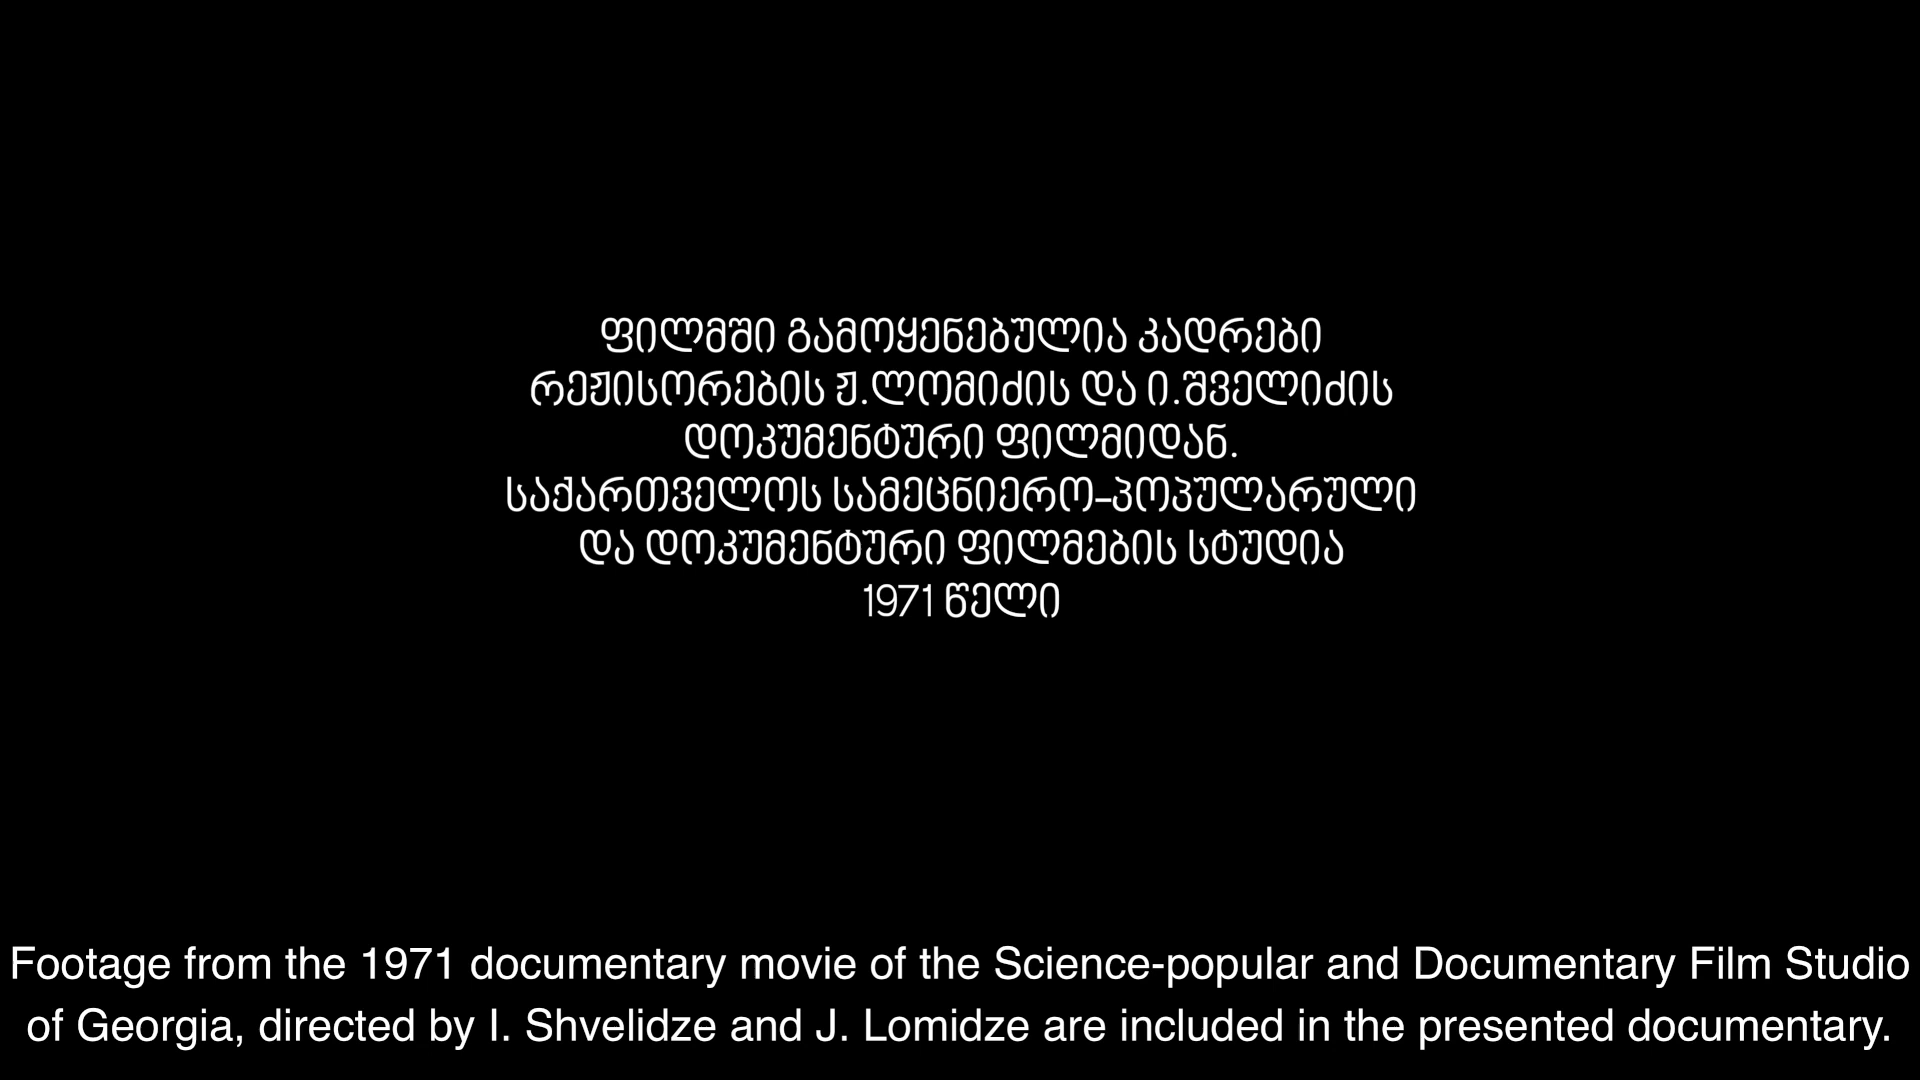 ფილმში გამოყენებულია კადრები
რეჟისორების ჟ.ლომიძის და ი.შველიძის
დოკუმენტური ფილმიდან.
საქართველოს სამეცნიერო-პოპულარული
და დოკუმენტური ფილმების სტუდია
1971 წელი
Footage from the 1971 documentary movie of the Science-popular and Documentary Film Studio
of Georgia, directed by I. Shvelidze and J. Lomidze are included in the presented documentary.